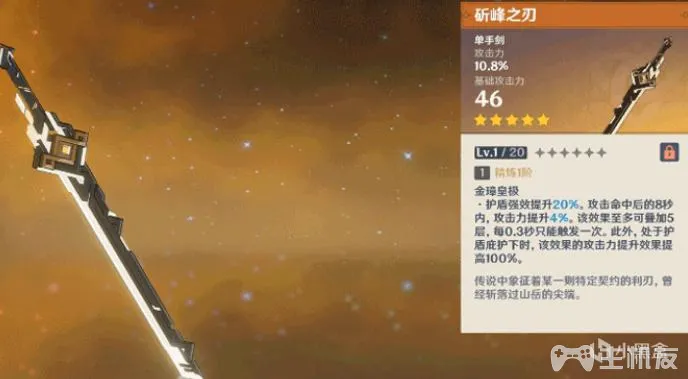 斫峰之刃
单手剑
攻击力
10.8%
基础攻击力
46
Lv.1 / 20
1 精炼1阶
金璋皇极
·护盾强效提升20%。攻击命中后的8秒
内，攻击力提升4%。该效果至多可叠加5
层，每0.3秒只能触发一次。此外，处于护
盾庇护下时，该效果的攻击力提升效果提
高100%。
传说中象征着某一则特定契约的利刃，曾
经斩落过山岳的尖端。
小黑盒
主机友